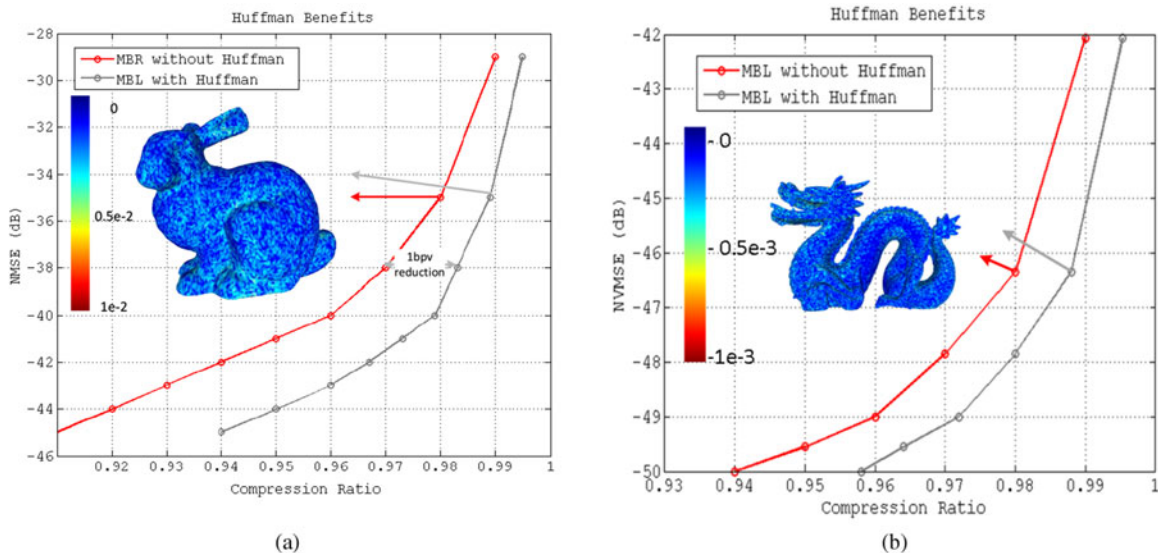 Huffman Benefits
-28
-30
-32
-34
-36
-38
-40
-42
-44
-46
NMSE (dB)
MBR without Huffman
MBL with Huffman
0
0.5e-2
1e-2
1bpv
reduction
0.92
0.93
0.94
0.95
0.96
0.97
0.98
0.99
1
Compression Ratio
(a)
Huffman Benefits
-42
-43
-44
-45
-46
-47
-48
-49
-50
NVMSE (dB)
MBL without Huffman
MBL with Huffman
- 0
- 0.5e-3
-1e-3
0.93
0.94
0.95
0.96
0.97
0.98
0.99
1
Compression Ratio
(b)